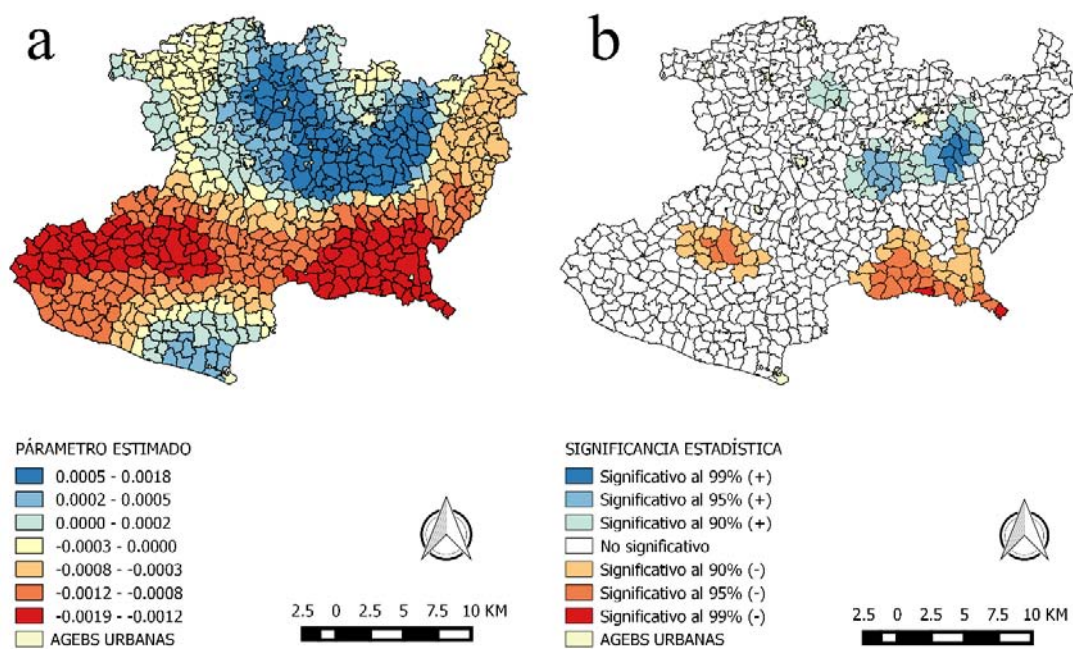 a
b
PÁRAMETRO ESTIMADO
0.0005 - 0.0018
0.0002 - 0.0005
0.0000 - 0.0002
-0.0003 - 0.0000
-0.0008 - -0.0003
-0.0012 - -0.0008
-0.0019 - -0.0012
AGEBS URBANAS
2.5 0 2.5 5 7.5 10 KM
SIGNIFICANCIA ESTADÍSTICA
Significativo al 99% (+)
Significativo al 95% (+)
Significativo al 90% (+)
No significativo
Significativo al 90% (-)
Significativo al 95% (-)
Significativo al 99% (-)
AGEBS URBANAS
2.5 0 2.5 5 7.5 10 KM